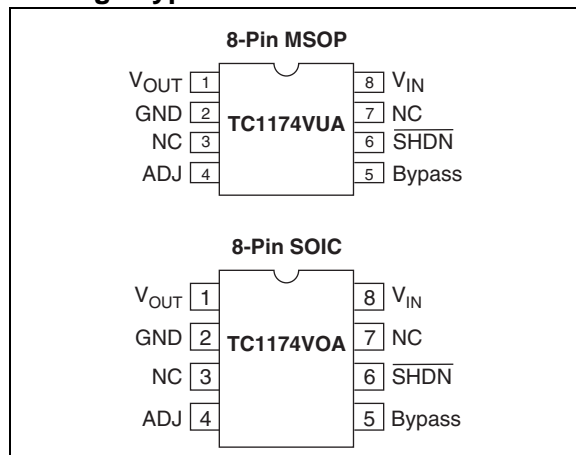 8-Pin MSOP
VOUT 1 8 VIN
GND 2 7 NC
TC1174VUA
NC 3 6 SHDN
ADJ 4 5 Bypass
8-Pin SOIC
VOUT 1 8 VIN
GND 2 TC1174VOA 7 NC
NC 3 6 SHDN
ADJ 4 5 Bypass